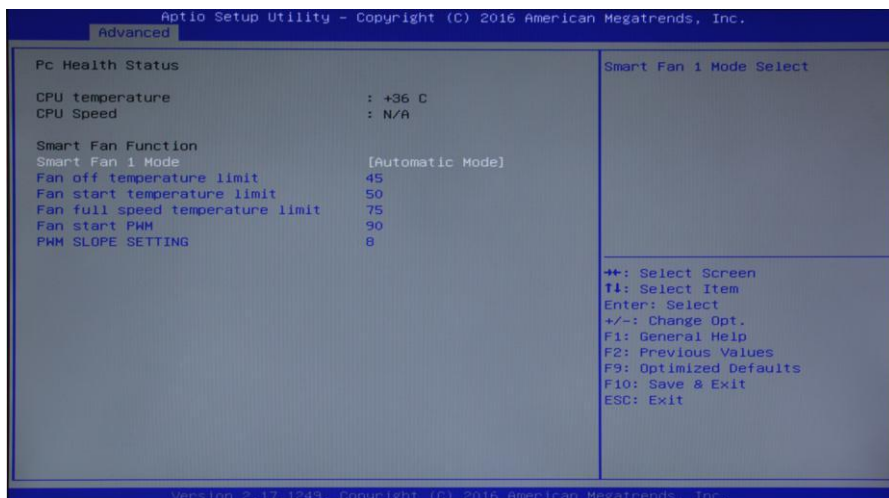 Aptio Setup Utility – Copyright (C) 2016 American Megatrends, Inc.
Advanced
Pc Health Status
CPU temperature : +36 C
CPU Speed : N/A
Smart Fan Function
Smart Fan 1 Mode [Automatic Mode]
Fan off temperature limit 45
Fan start temperature limit 50
Fan full speed temperature limit 75
Fan start PWM 90
PWM SLOPE SETTING 8
Smart Fan 1 Mode Select
→←: Select Screen
↑↓: Select Item
Enter: Select
+/-: Change Opt.
F1: General Help
F2: Previous Values
F9: Optimized Defaults
F10: Save & Exit
ESC: Exit
Version 2.17.1249. Copyright (C) 2016 American Megatrends, Inc.